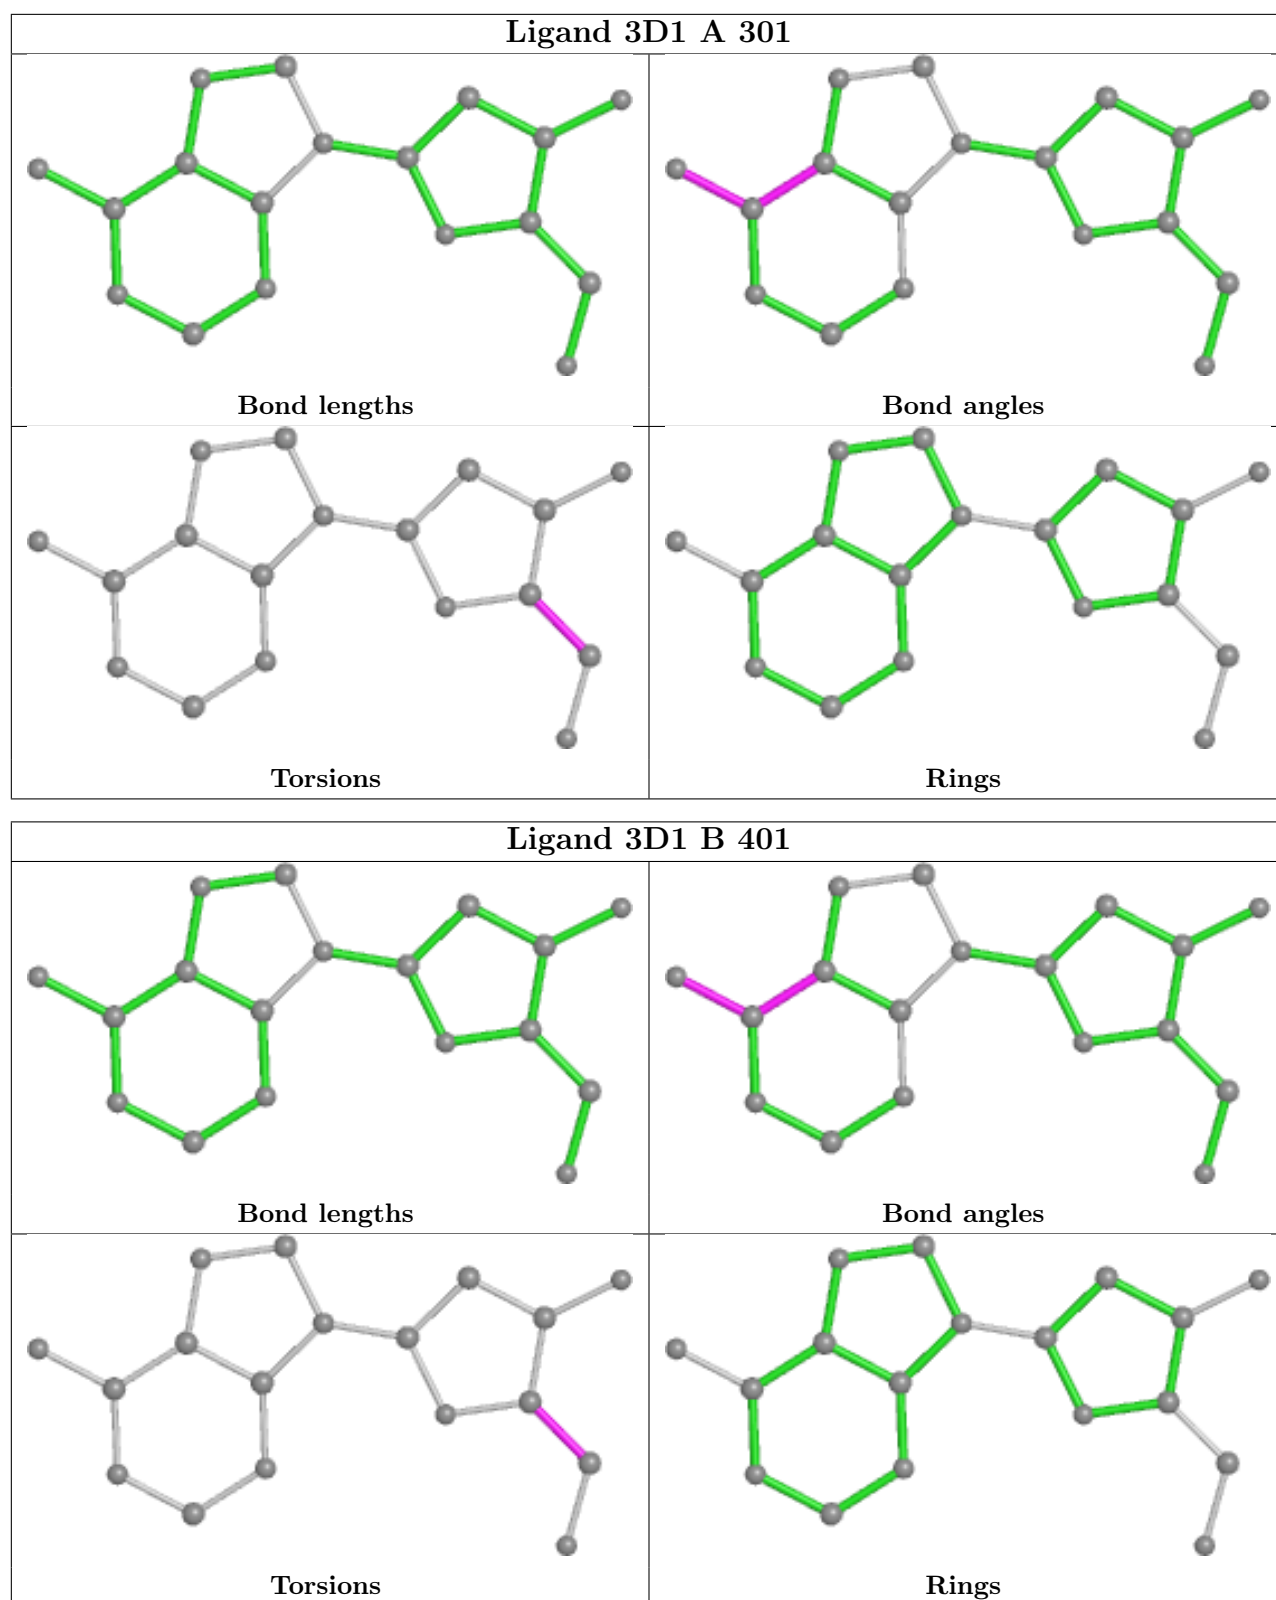 Ligand 3D1 A 301
Bond lengths
Bond angles
Torsions
Rings
Ligand 3D1 B 401
Bond lengths
Bond angles
Torsions
Rings